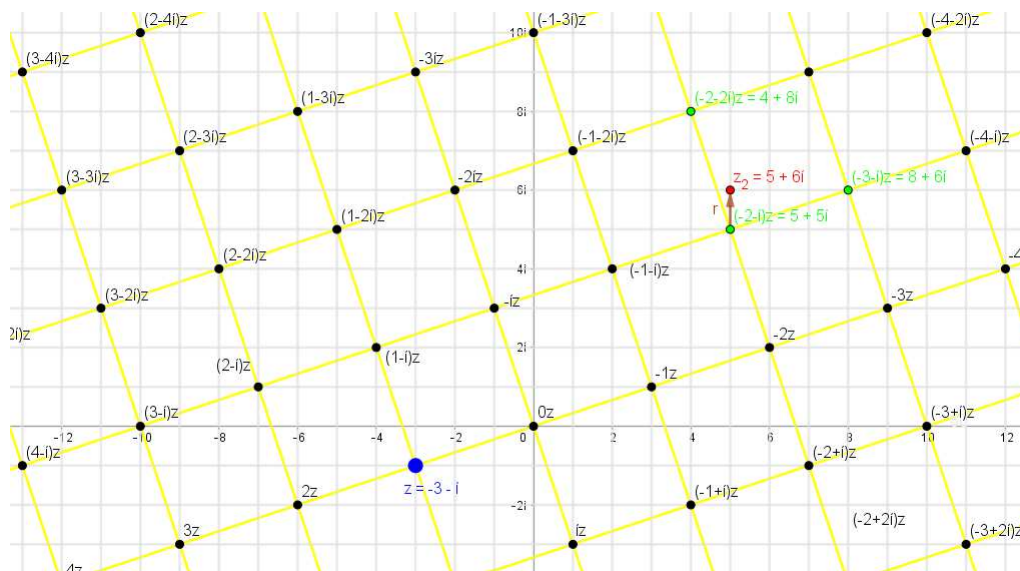 (2-4i)z
10i
(-1-3i)z
(-4-2i)z
(3-4i)z
-3iz
8i
(-2-2i)z = 4 + 8i
(1-3i)z
(2-3i)z
(-1-2i)z
(-4-i)z
(3-3i)z
-2iz
6i
z2 = 5 + 6i
(-3-i)z = 8 + 6i
r
(-2-i)z = 5 + 5i
(1-2i)z
(2-2i)z
4i
(-1-i)z
-4
(3-2i)z
-iz
-3z
2i)z
(2-i)z
(1-i)z
2i
-2z
-1z
(3-i)z
0z
(-3+i)z
-12 -10 -8 -6 -4 -2 0 2 4 6 8 10 12
(4-i)z
(-2+i)z
z = -3 - i
2z
-2i
(-1+i)z
(-2+2i)z
3z
iz
(-3+2i)z
4z